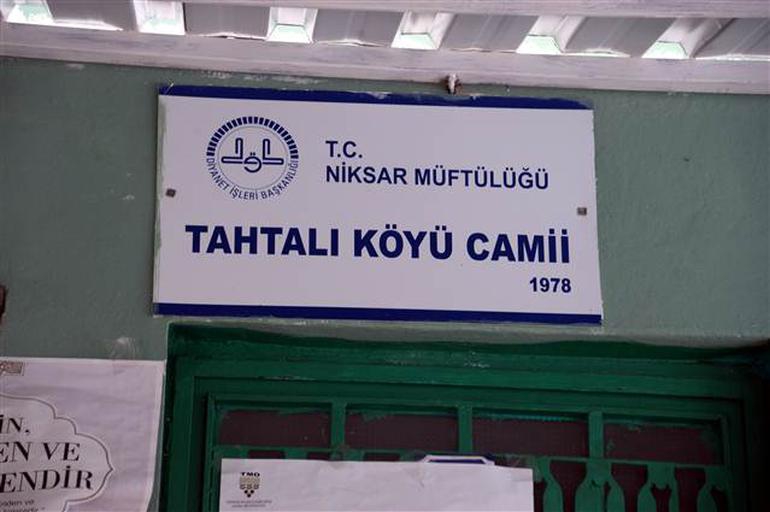 DİYANET İŞLERİ BAŞKANLIĞI
T.C.
NİKSAR MÜFTÜLÜĞÜ
TAHTALI KÖYÜ CAMİİ
1978
İN,
EN VE
ENDİR
TMO